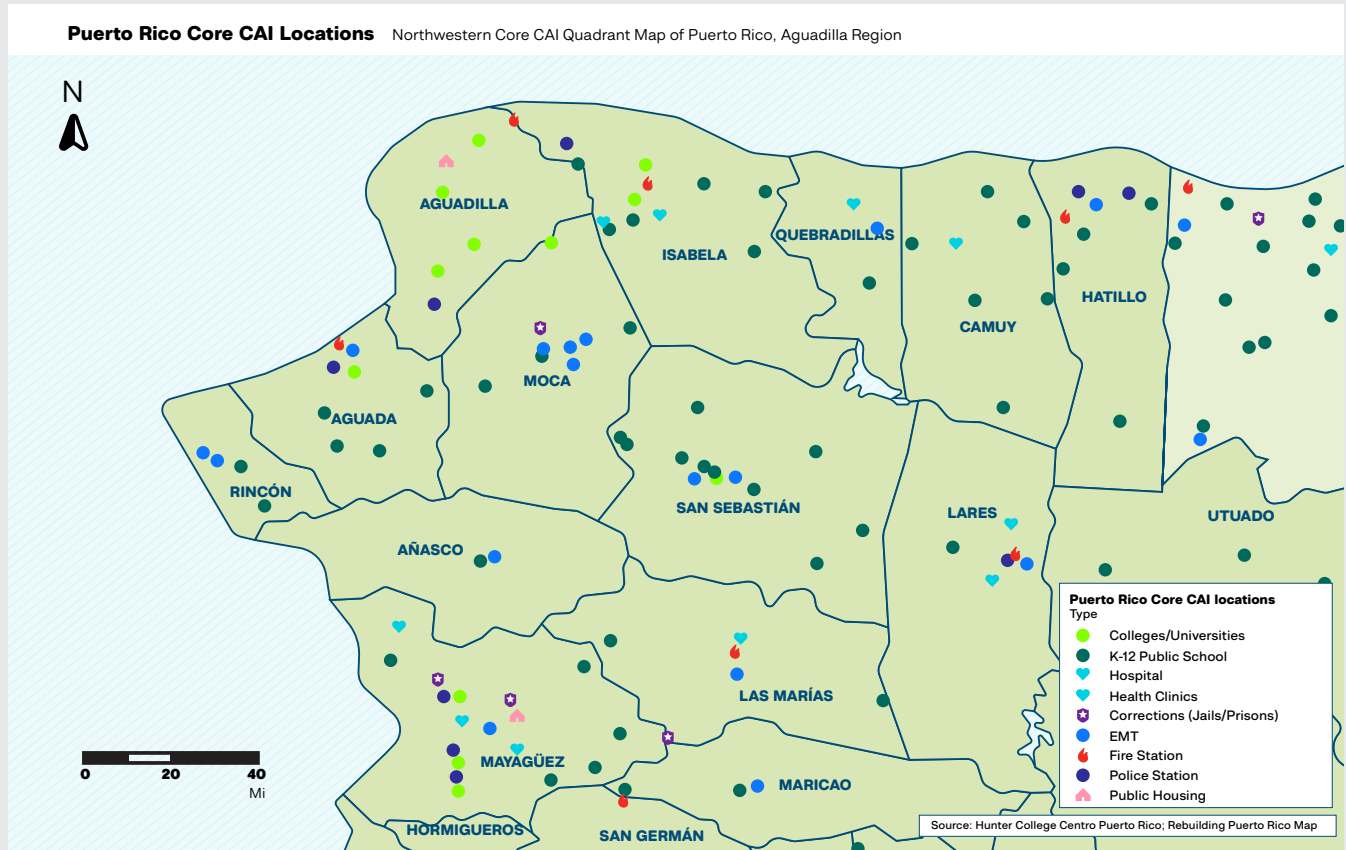 Puerto Rico Core CAI Locations Northwestern Core CAI Quadrant Map of Puerto Rico, Aguadilla Region
N
AGUADILLA
QUEBRADILLAS
ISABELA
HATILLO
CAMUY
MOCA
AGUADA
RINCÓN
SAN SEBASTIÁN
LARES
UTUADO
AÑASCO
LAS MARÍAS
MAYAGÜEZ
MARICAO
HORMIGUEROS
SAN GERMÁN
0 20 40
Mi
Puerto Rico Core CAI locations
Type
Colleges/Universities
K-12 Public School
Hospital
Health Clinics
Corrections (Jails/Prisons)
EMT
Fire Station
Police Station
Public Housing
Source: Hunter College Centro Puerto Rico; Rebuilding Puerto Rico Map